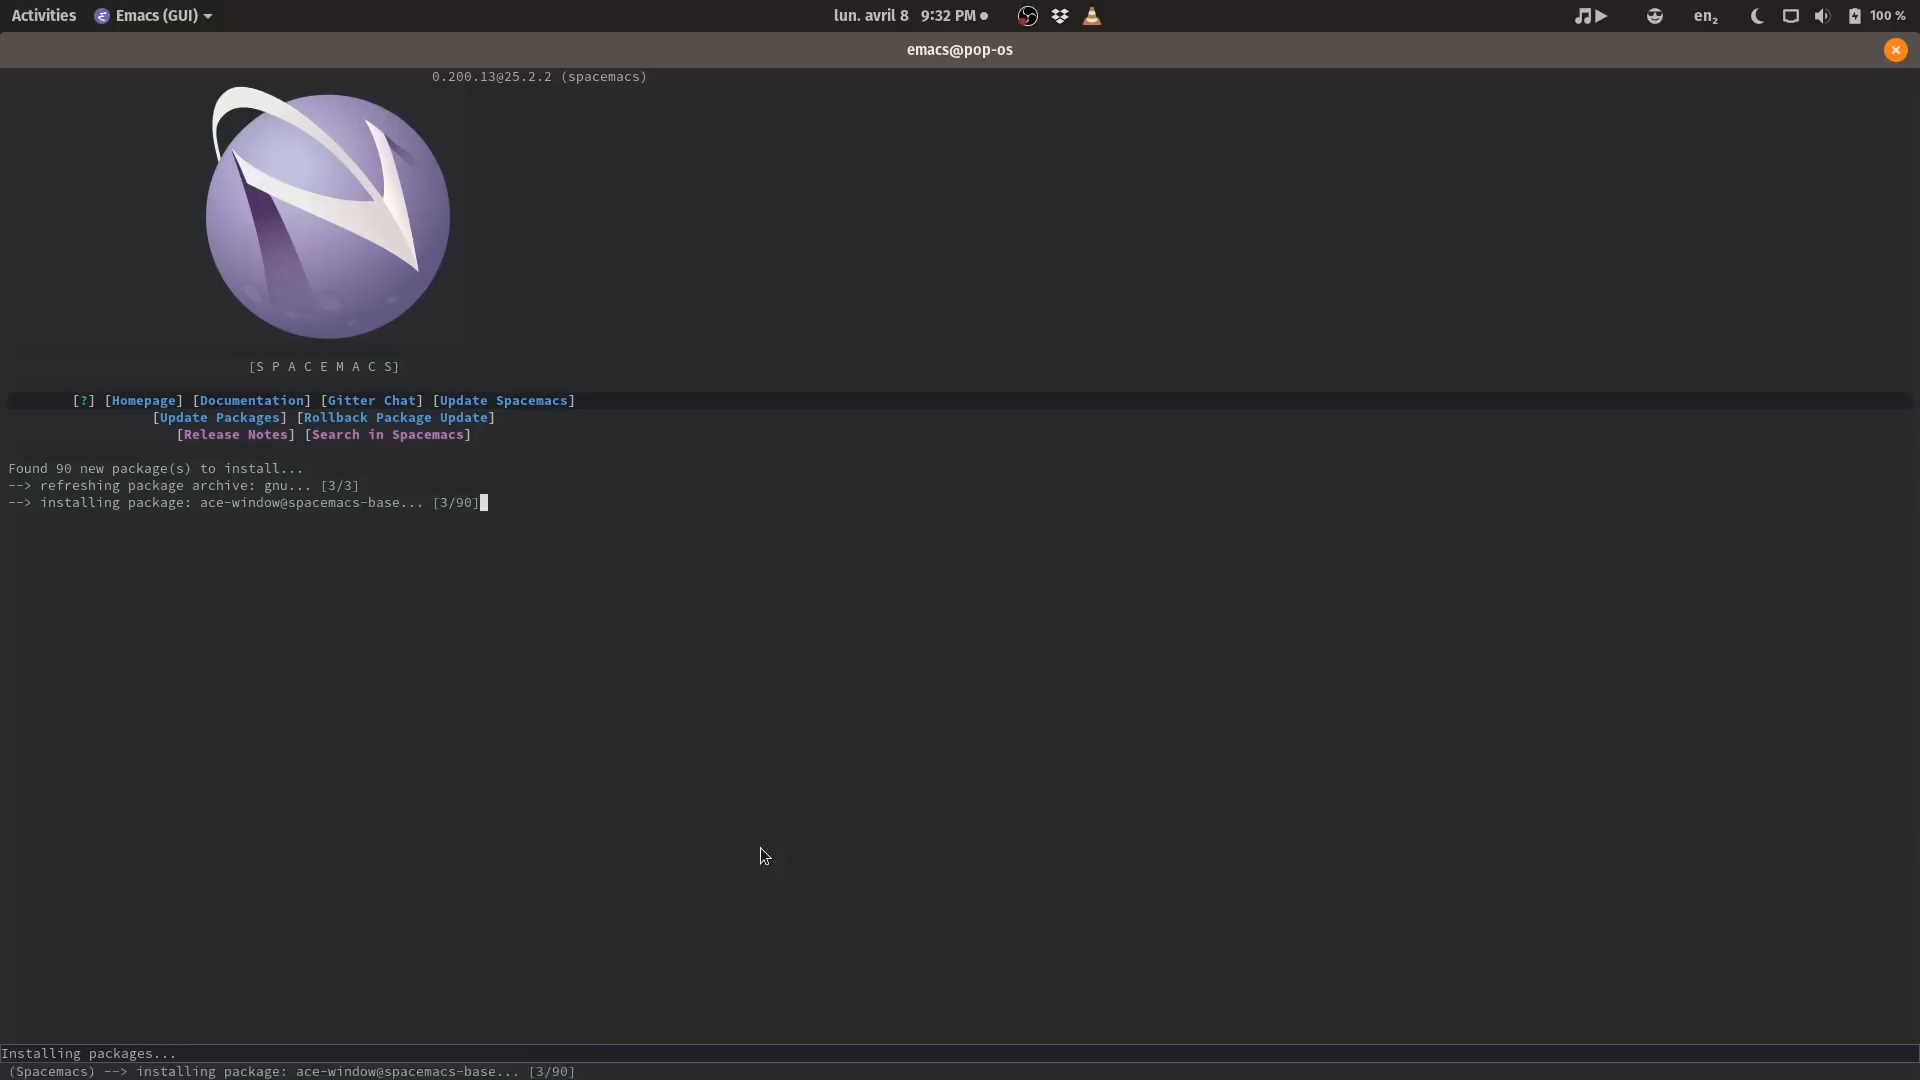 Activities Emacs (GUI) lun. avril 8 9:32 PM en₂ 100 %
emacs@pop-os
0.200.13@25.2.2 (spacemacs)
[S P A C E M A C S]
[?] [Homepage] [Documentation] [Gitter Chat] [Update Spacemacs]
[Update Packages] [Rollback Package Update]
[Release Notes] [Search in Spacemacs]
Found 90 new package(s) to install...
--> refreshing package archive: gnu... [3/3]
--> installing package: ace-window@spacemacs-base... [3/90]
Installing packages...
(Spacemacs) --> installing package: ace-window@spacemacs-base... [3/90]